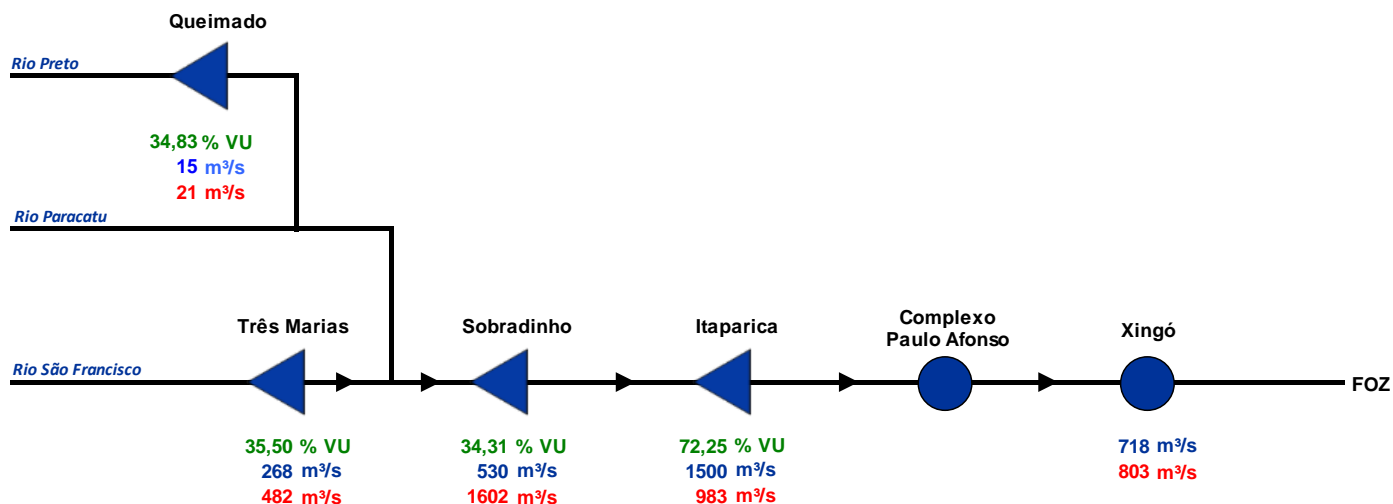 Queimado
Rio Preto
34,83 % VU
15 m³/s
21 m³/s
Rio Paracatu
Três Marias
Sobradinho
Itaparica
Complexo
Paulo Afonso
Xingó
Rio São Francisco
FOZ
35,50 % VU
268 m³/s
482 m³/s
34,31 % VU
530 m³/s
1602 m³/s
72,25 % VU
1500 m³/s
983 m³/s
718 m³/s
803 m³/s